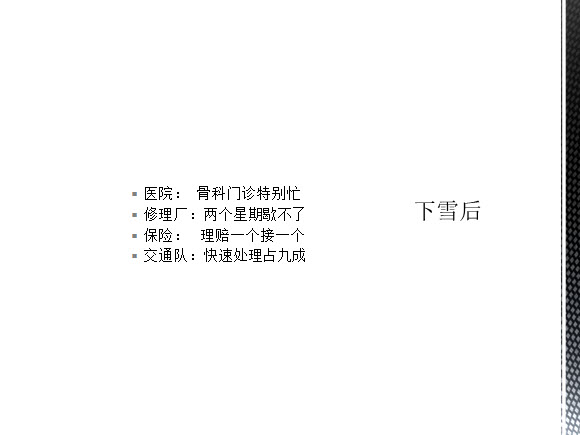 医院： 骨科门诊特别忙
修理厂：两个星期歇不了
保险： 理赔一个接一个
交通队：快速处理占九成
下雪后